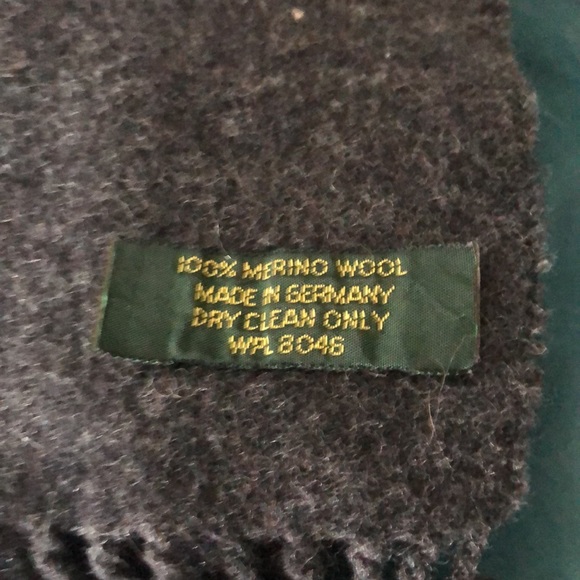 100% MERINO WOOL
MADE IN GERMANY
DRY CLEAN ONLY
WPL 8046